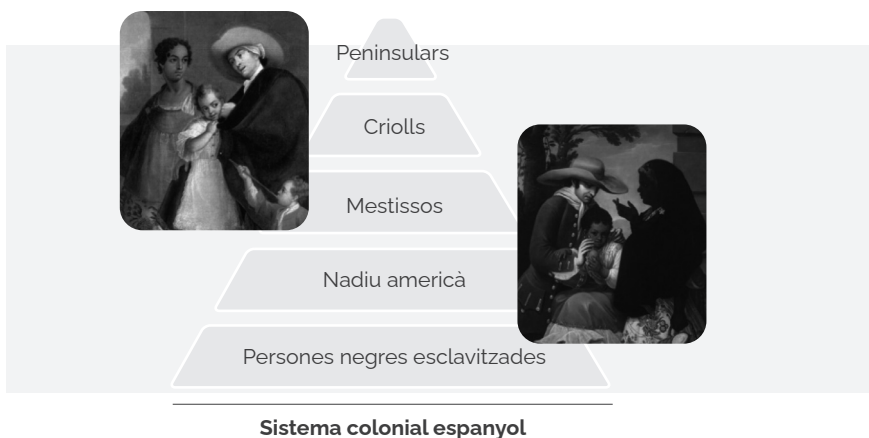 Peninsulars
Criolls
Mestissos
Nadiu americà
Persones negres esclavitzades
Sistema colonial espanyol